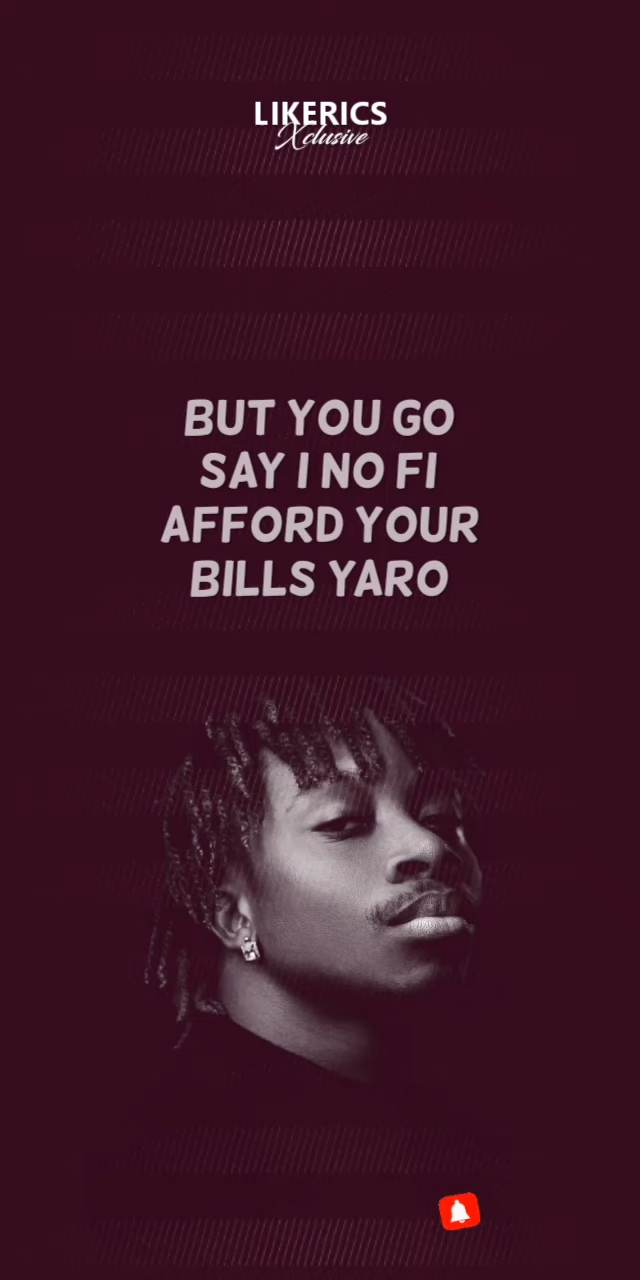 LIKERICS
Xclusive
BUT YOU GO
SAY I NO FI
AFFORD YOUR
BILLS YARO